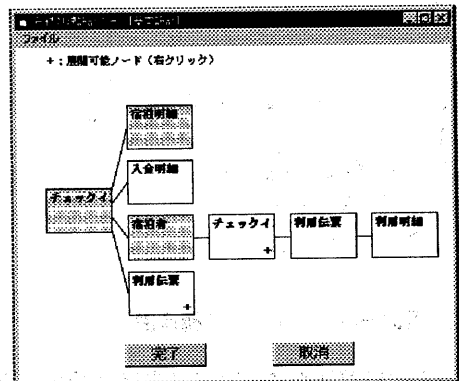 ファイル
+：展開可能ノード（右クリック）
宿泊明細
入金明細
チェックイ
宿泊者
チェックイ
+
利用伝票
利用明細
利用伝票
+
完了
取消